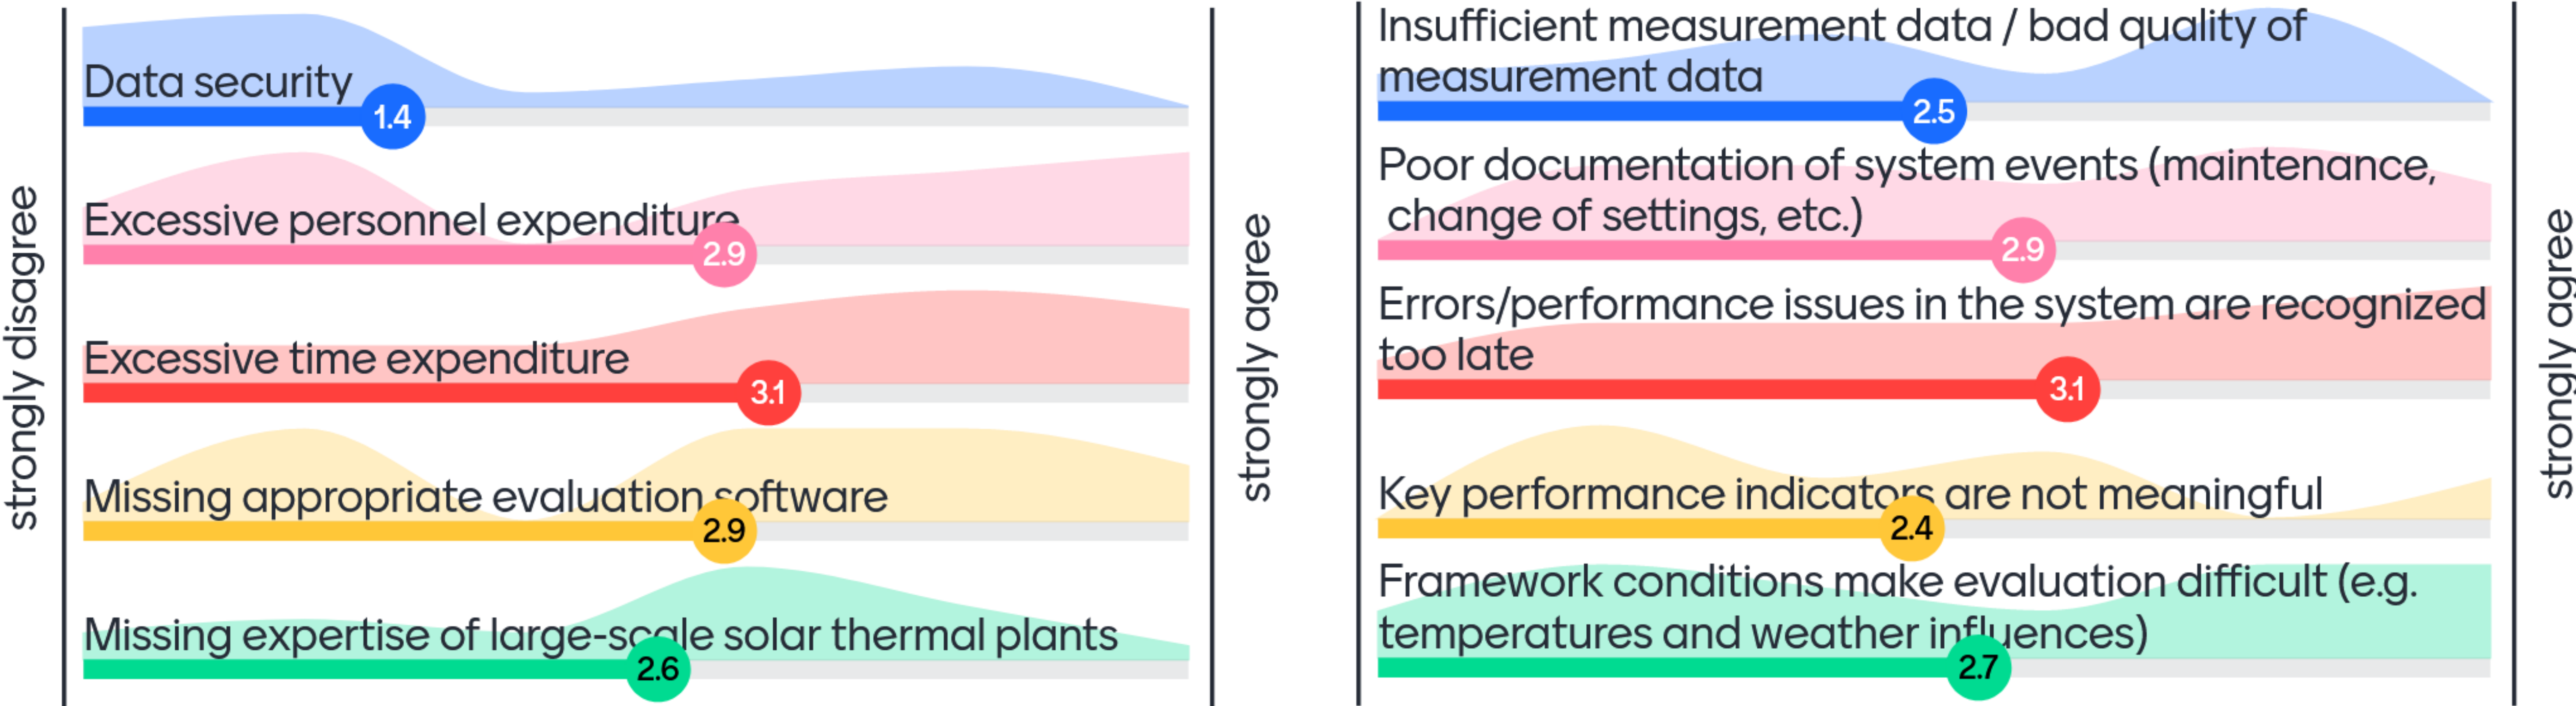 strongly disagree
Data security
1.4
Excessive personnel expenditure
2.9
Excessive time expenditure
3.1
Missing appropriate evaluation software
2.9
Missing expertise of large-scale solar thermal plants
2.6
strongly agree
Insufficient measurement data / bad quality of
measurement data
2.5
Poor documentation of system events (maintenance,
change of settings, etc.)
2.9
Errors/performance issues in the system are recognized
too late
3.1
Key performance indicators are not meaningful
2.4
Framework conditions make evaluation difficult (e.g.
temperatures and weather influences)
2.7
strongly agree